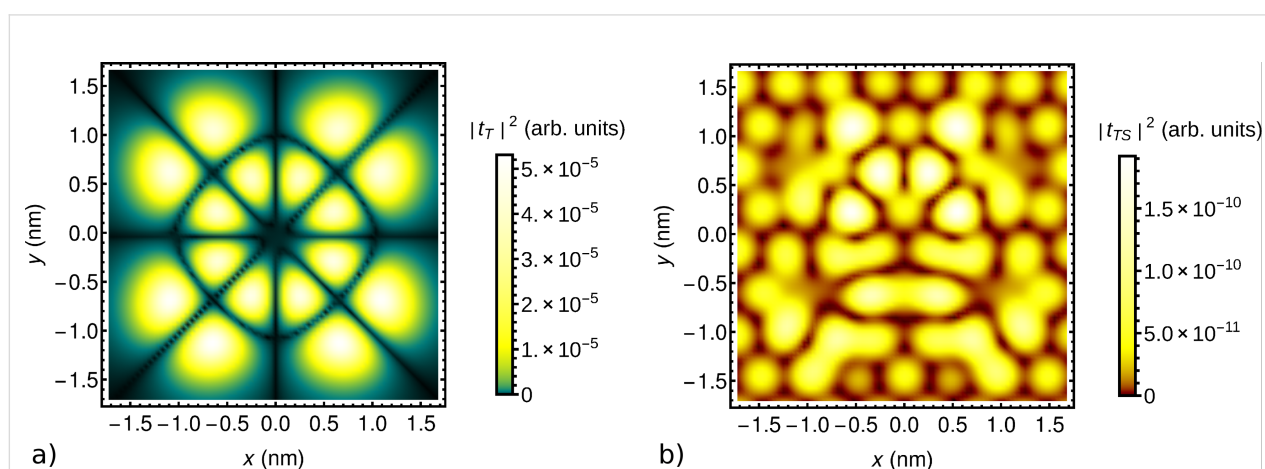 |t_T|² (arb. units)
1.5
1.0
0.5
0.0
−0.5
−1.0
−1.5
y (nm)
−1.5 −1.0 −0.5 0.0 0.5 1.0 1.5
x (nm)
5. × 10⁻⁵
4. × 10⁻⁵
3. × 10⁻⁵
2. × 10⁻⁵
1. × 10⁻⁵
0
a)
|t_TS|² (arb. units)
1.5
1.0
0.5
0.0
−0.5
−1.0
−1.5
y (nm)
−1.5 −1.0 −0.5 0.0 0.5 1.0 1.5
x (nm)
1.5 × 10⁻¹⁰
1.0 × 10⁻¹⁰
5.0 × 10⁻¹¹
0
b)